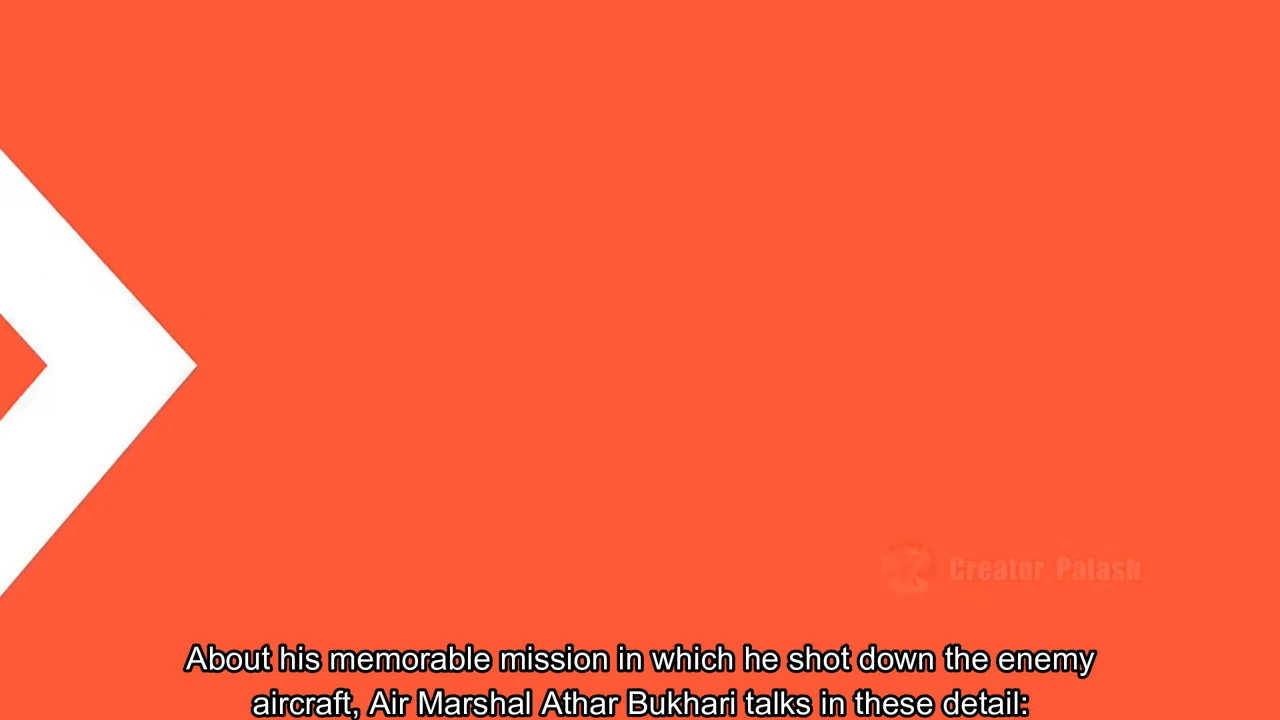 Creator Palash
About his memorable mission in which he shot down the enemy
aircraft, Air Marshal Athar Bukhari talks in these detail: